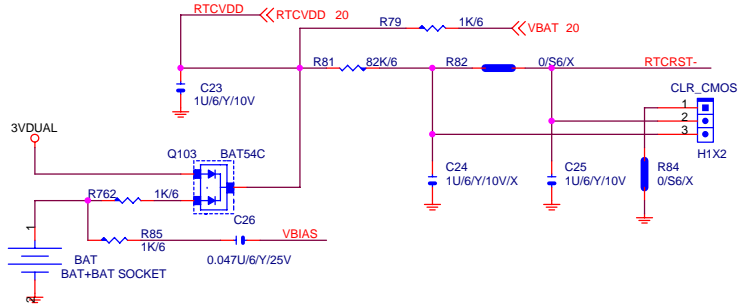 RTCVDD
RTCVDD 20
R79
1K/6
VBAT 20
R81
82K/6
R82
0/S6/X
RTCRST-
C23
1U/6/Y/10V
CLR_CMOS
1
2
3
H1X2
3VDUAL
Q103
BAT54C
C24
1U/6/Y/10V/X
C25
1U/6/Y/10V
R84
0/S6/X
R762
1K/6
C26
R85
1K/6
VBIAS
0.047U/6/Y/25V
1
BAT
BAT+BAT SOCKET
2